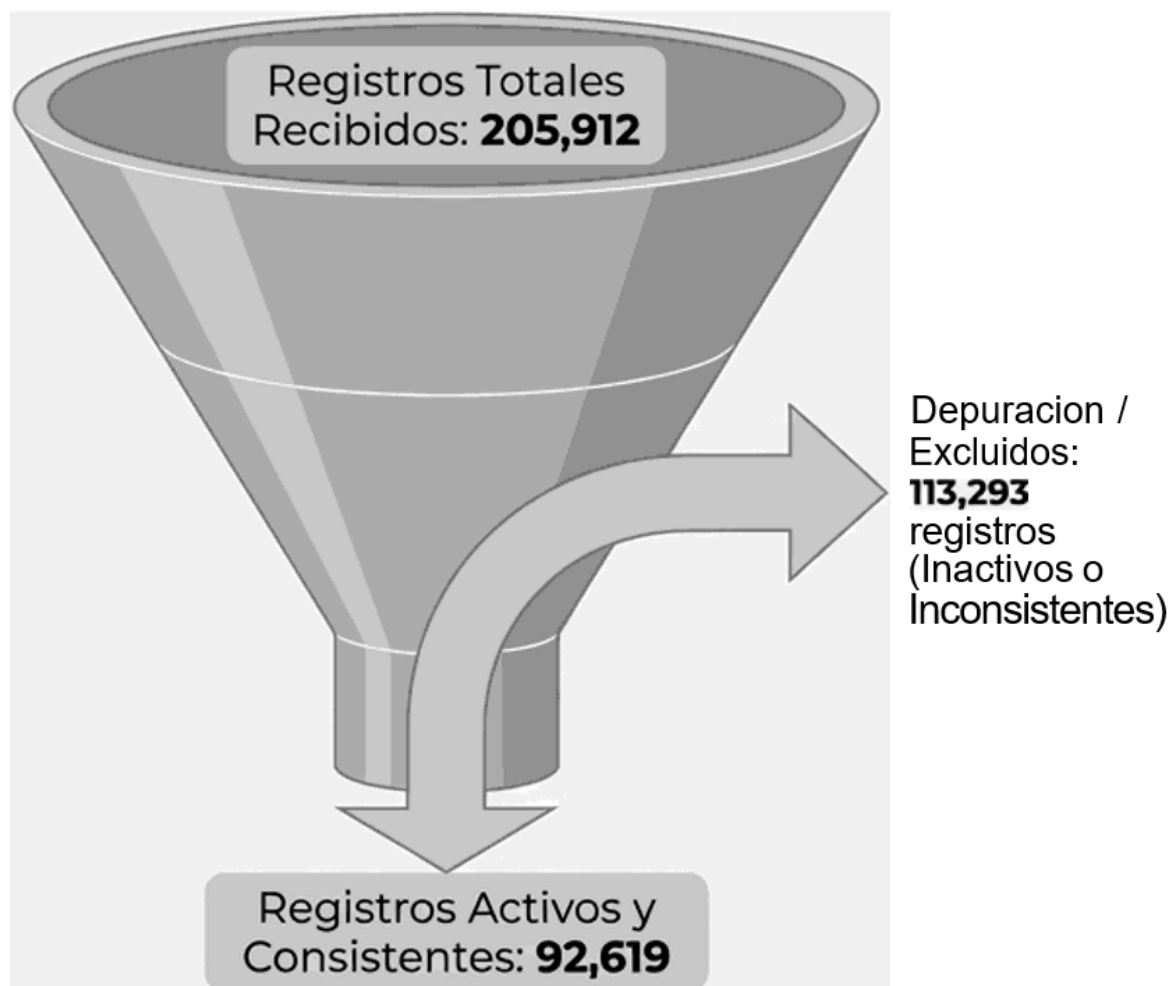 Registros Totales
Recibidos: 205,912
Depuracion /
Excluidos:
113,293
registros
(Inactivos o
Inconsistentes)
Registros Activos y
Consistentes: 92,619